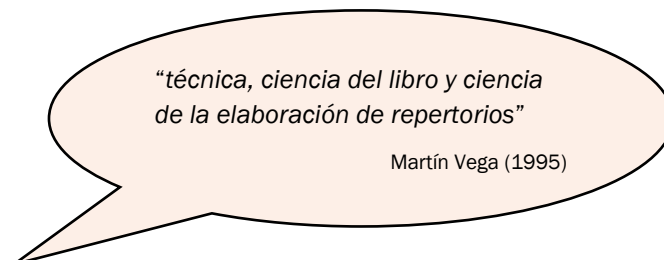 “técnica, ciencia del libro y ciencia
de la elaboración de repertorios”
Martín Vega (1995)